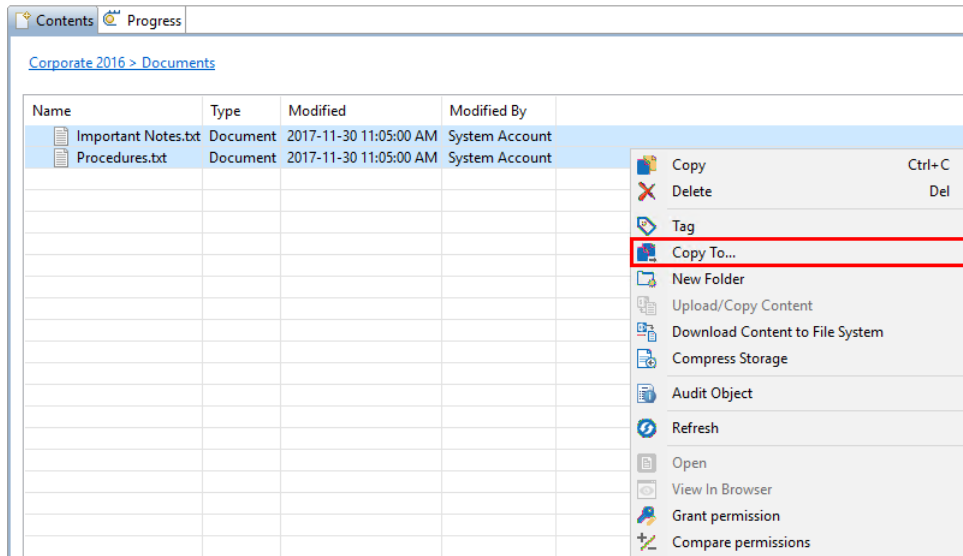 Contents Progress
Corporate 2016 > Documents
Name Type Modified Modified By
Important Notes.txt Document 2017-11-30 11:05:00 AM System Account
Procedures.txt Document 2017-11-30 11:05:00 AM System Account
Copy Ctrl+C
Delete Del
Tag
Copy To...
New Folder
Upload/Copy Content
Download Content to File System
Compress Storage
Audit Object
Refresh
Open
View In Browser
Grant permission
Compare permissions